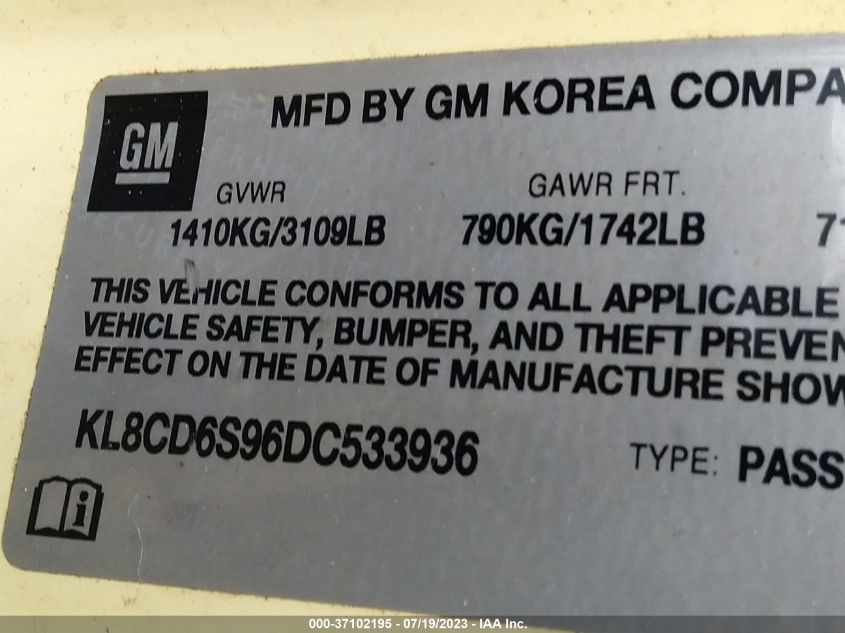 GM
MFD BY GM KOREA COMPA
GVWR GAWR FRT.
1410KG/3109LB 790KG/1742LB 71
THIS VEHICLE CONFORMS TO ALL APPLICABLE
VEHICLE SAFETY, BUMPER, AND THEFT PREVEN
EFFECT ON THE DATE OF MANUFACTURE SHOW
KL8CD6S96DC533936 TYPE: PASS
i
000-37102195 - 07/19/2023 - IAA Inc.